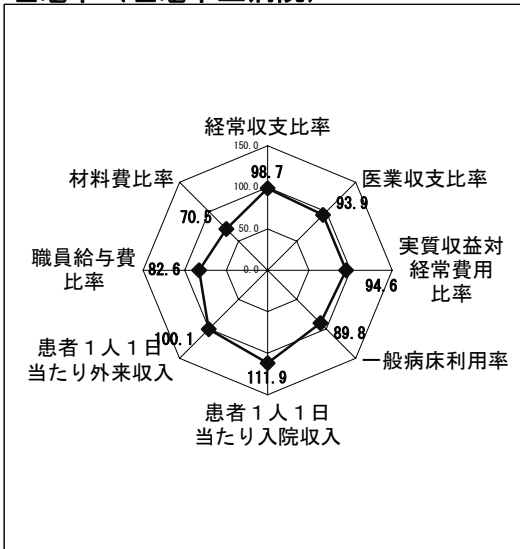 経常収支比率
150.0
98.7
100.0
50.0
0.0
医業収支比率
93.9
実質収益対
経常費用
比率
94.6
一般病床利用率
89.8
患者１人１日
当たり入院収入
111.9
患者１人１日
当たり外来収入
100.1
職員給与費
比率
82.6
材料費比率
70.5